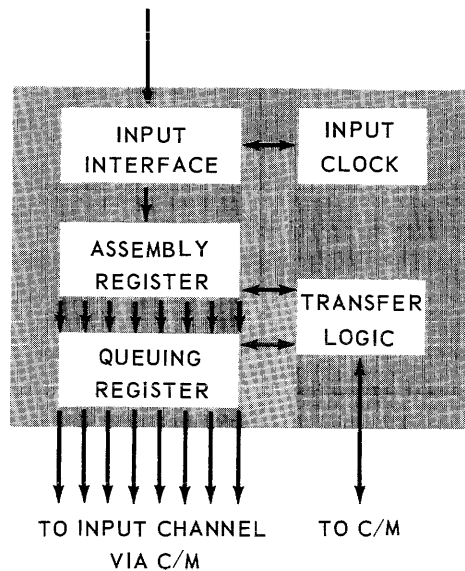 INPUT
INTERFACE
INPUT
CLOCK
ASSEMBLY
REGISTER
TRANSFER
LOGIC
QUEUING
REGISTER
TO INPUT CHANNEL
VIA C/M
TO C/M